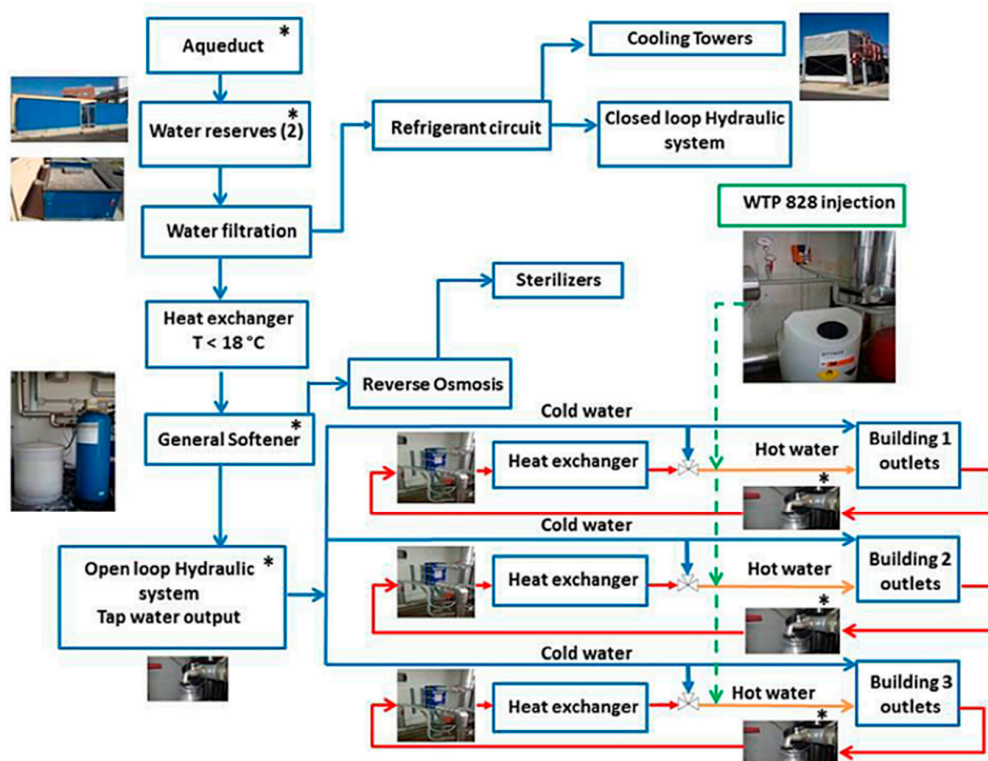 Aqueduct *
Water reserves (2) *
Water filtration
Heat exchanger
T < 18 °C
General Softener *
Open loop Hydraulic *
system
Tap water output
Refrigerant circuit
Cooling Towers
Closed loop Hydraulic
system
WTP 828 injection
Sterilizers
Reverse Osmosis
Cold water
Heat exchanger
Hot water
Building 1
outlets
*
Cold water
Heat exchanger
Hot water
Building 2
outlets
*
Cold water
Heat exchanger
Hot water
Building 3
outlets
*